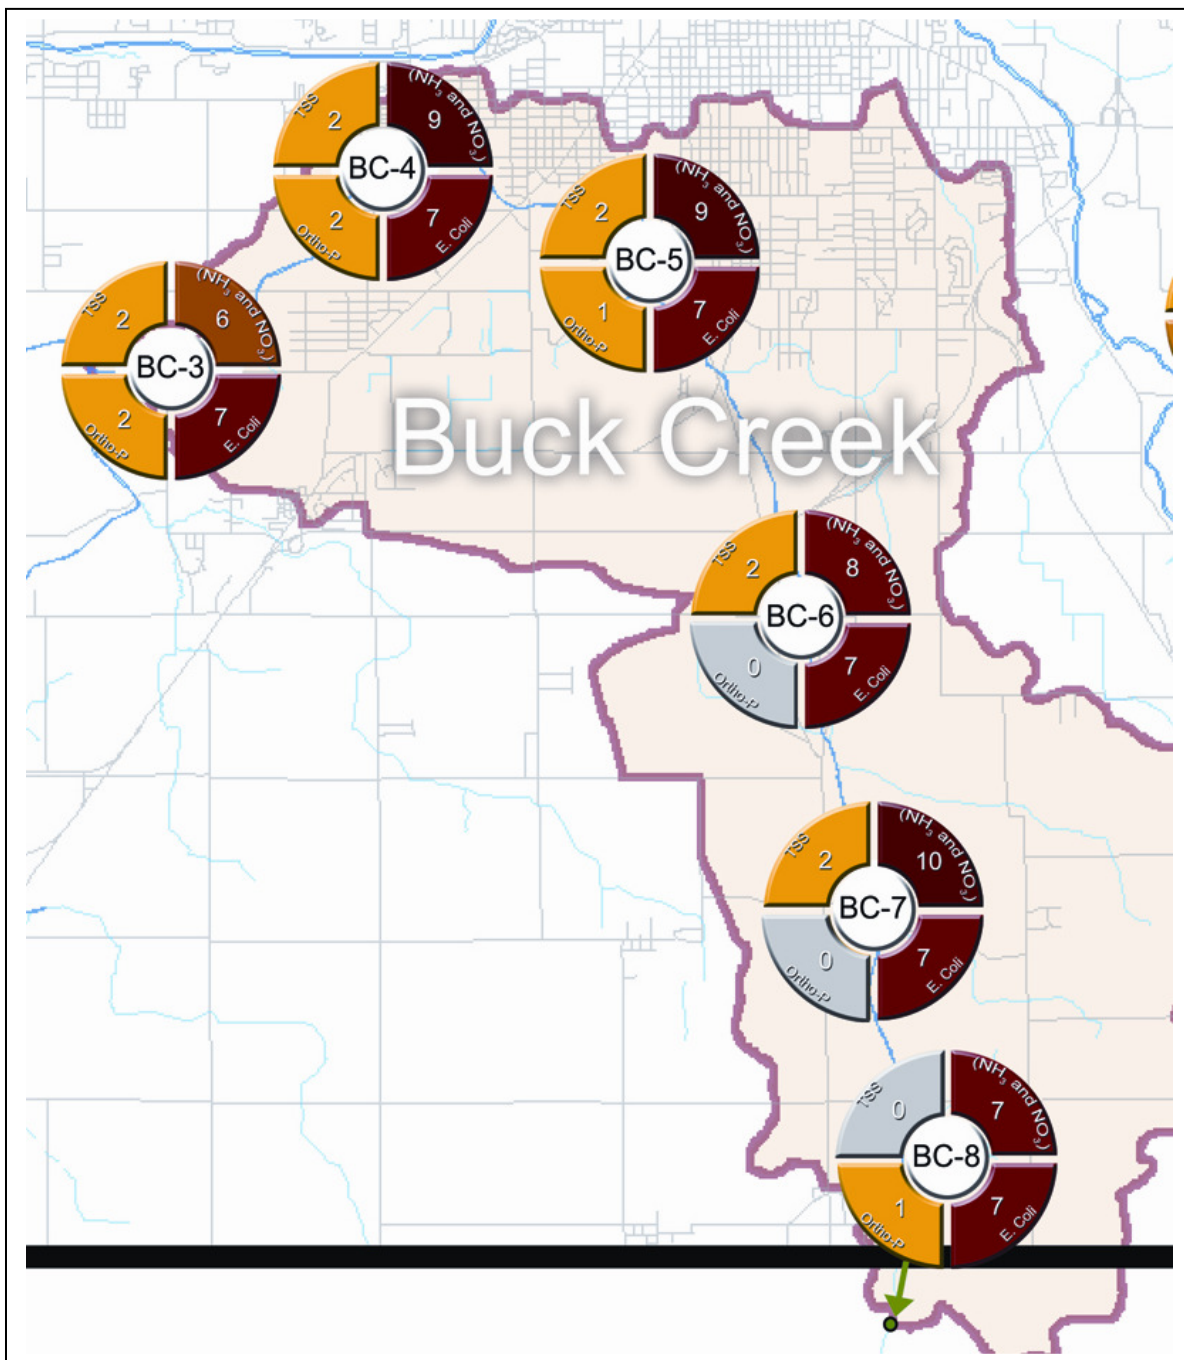 TSS
2
(NH₃ and NO₃)
9
BC-4
2
Ortho-P
7
E. Coli
TSS
2
(NH₃ and NO₃)
9
BC-5
1
Ortho-P
7
E. Coli
TSS
2
(NH₃ and NO₃)
6
BC-3
2
Ortho-P
7
E. Coli
Buck Creek
TSS
2
(NH₃ and NO₃)
8
BC-6
0
Ortho-P
7
E. Coli
TSS
2
(NH₃ and NO₃)
10
BC-7
0
Ortho-P
7
E. Coli
TSS
0
(NH₃ and NO₃)
7
BC-8
1
Ortho-P
7
E. Coli